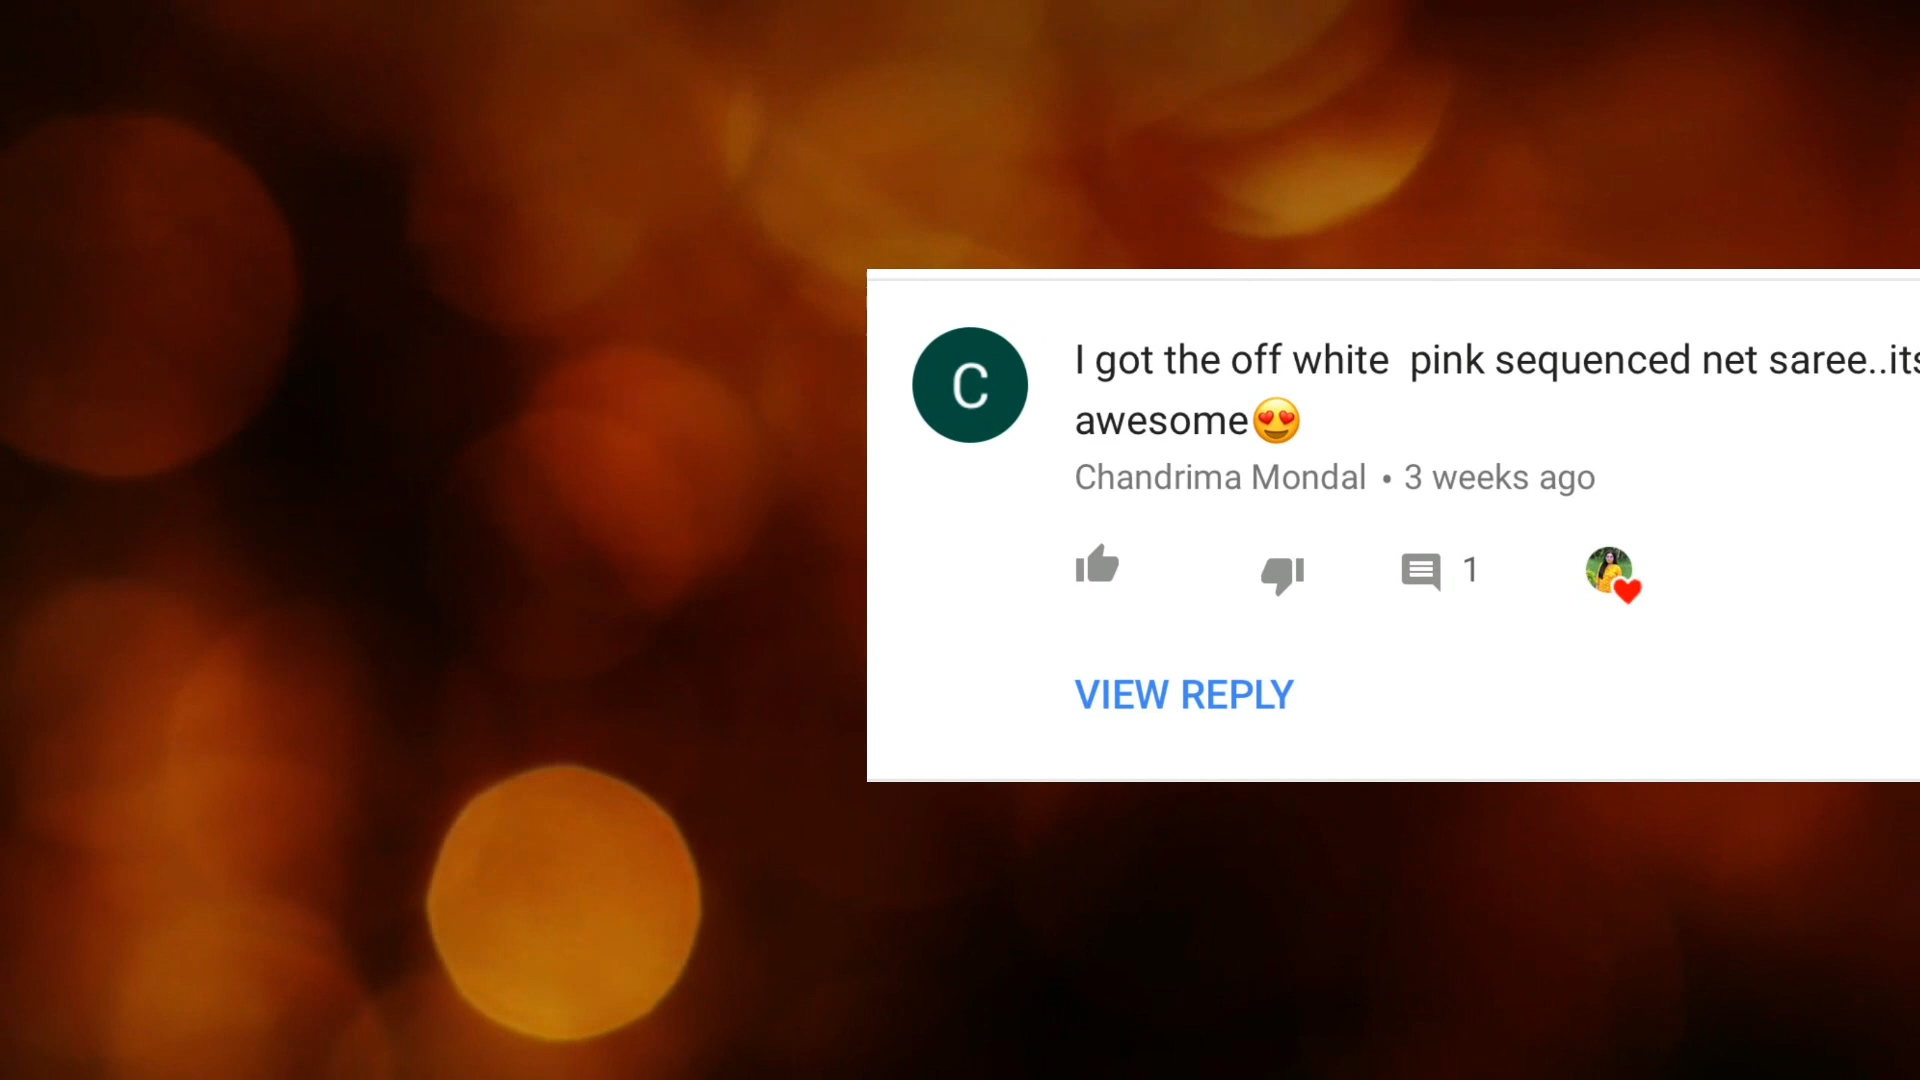 C
I got the off white  pink sequenced net saree..its
awesome😍
Chandrima Mondal • 3 weeks ago
1
VIEW REPLY